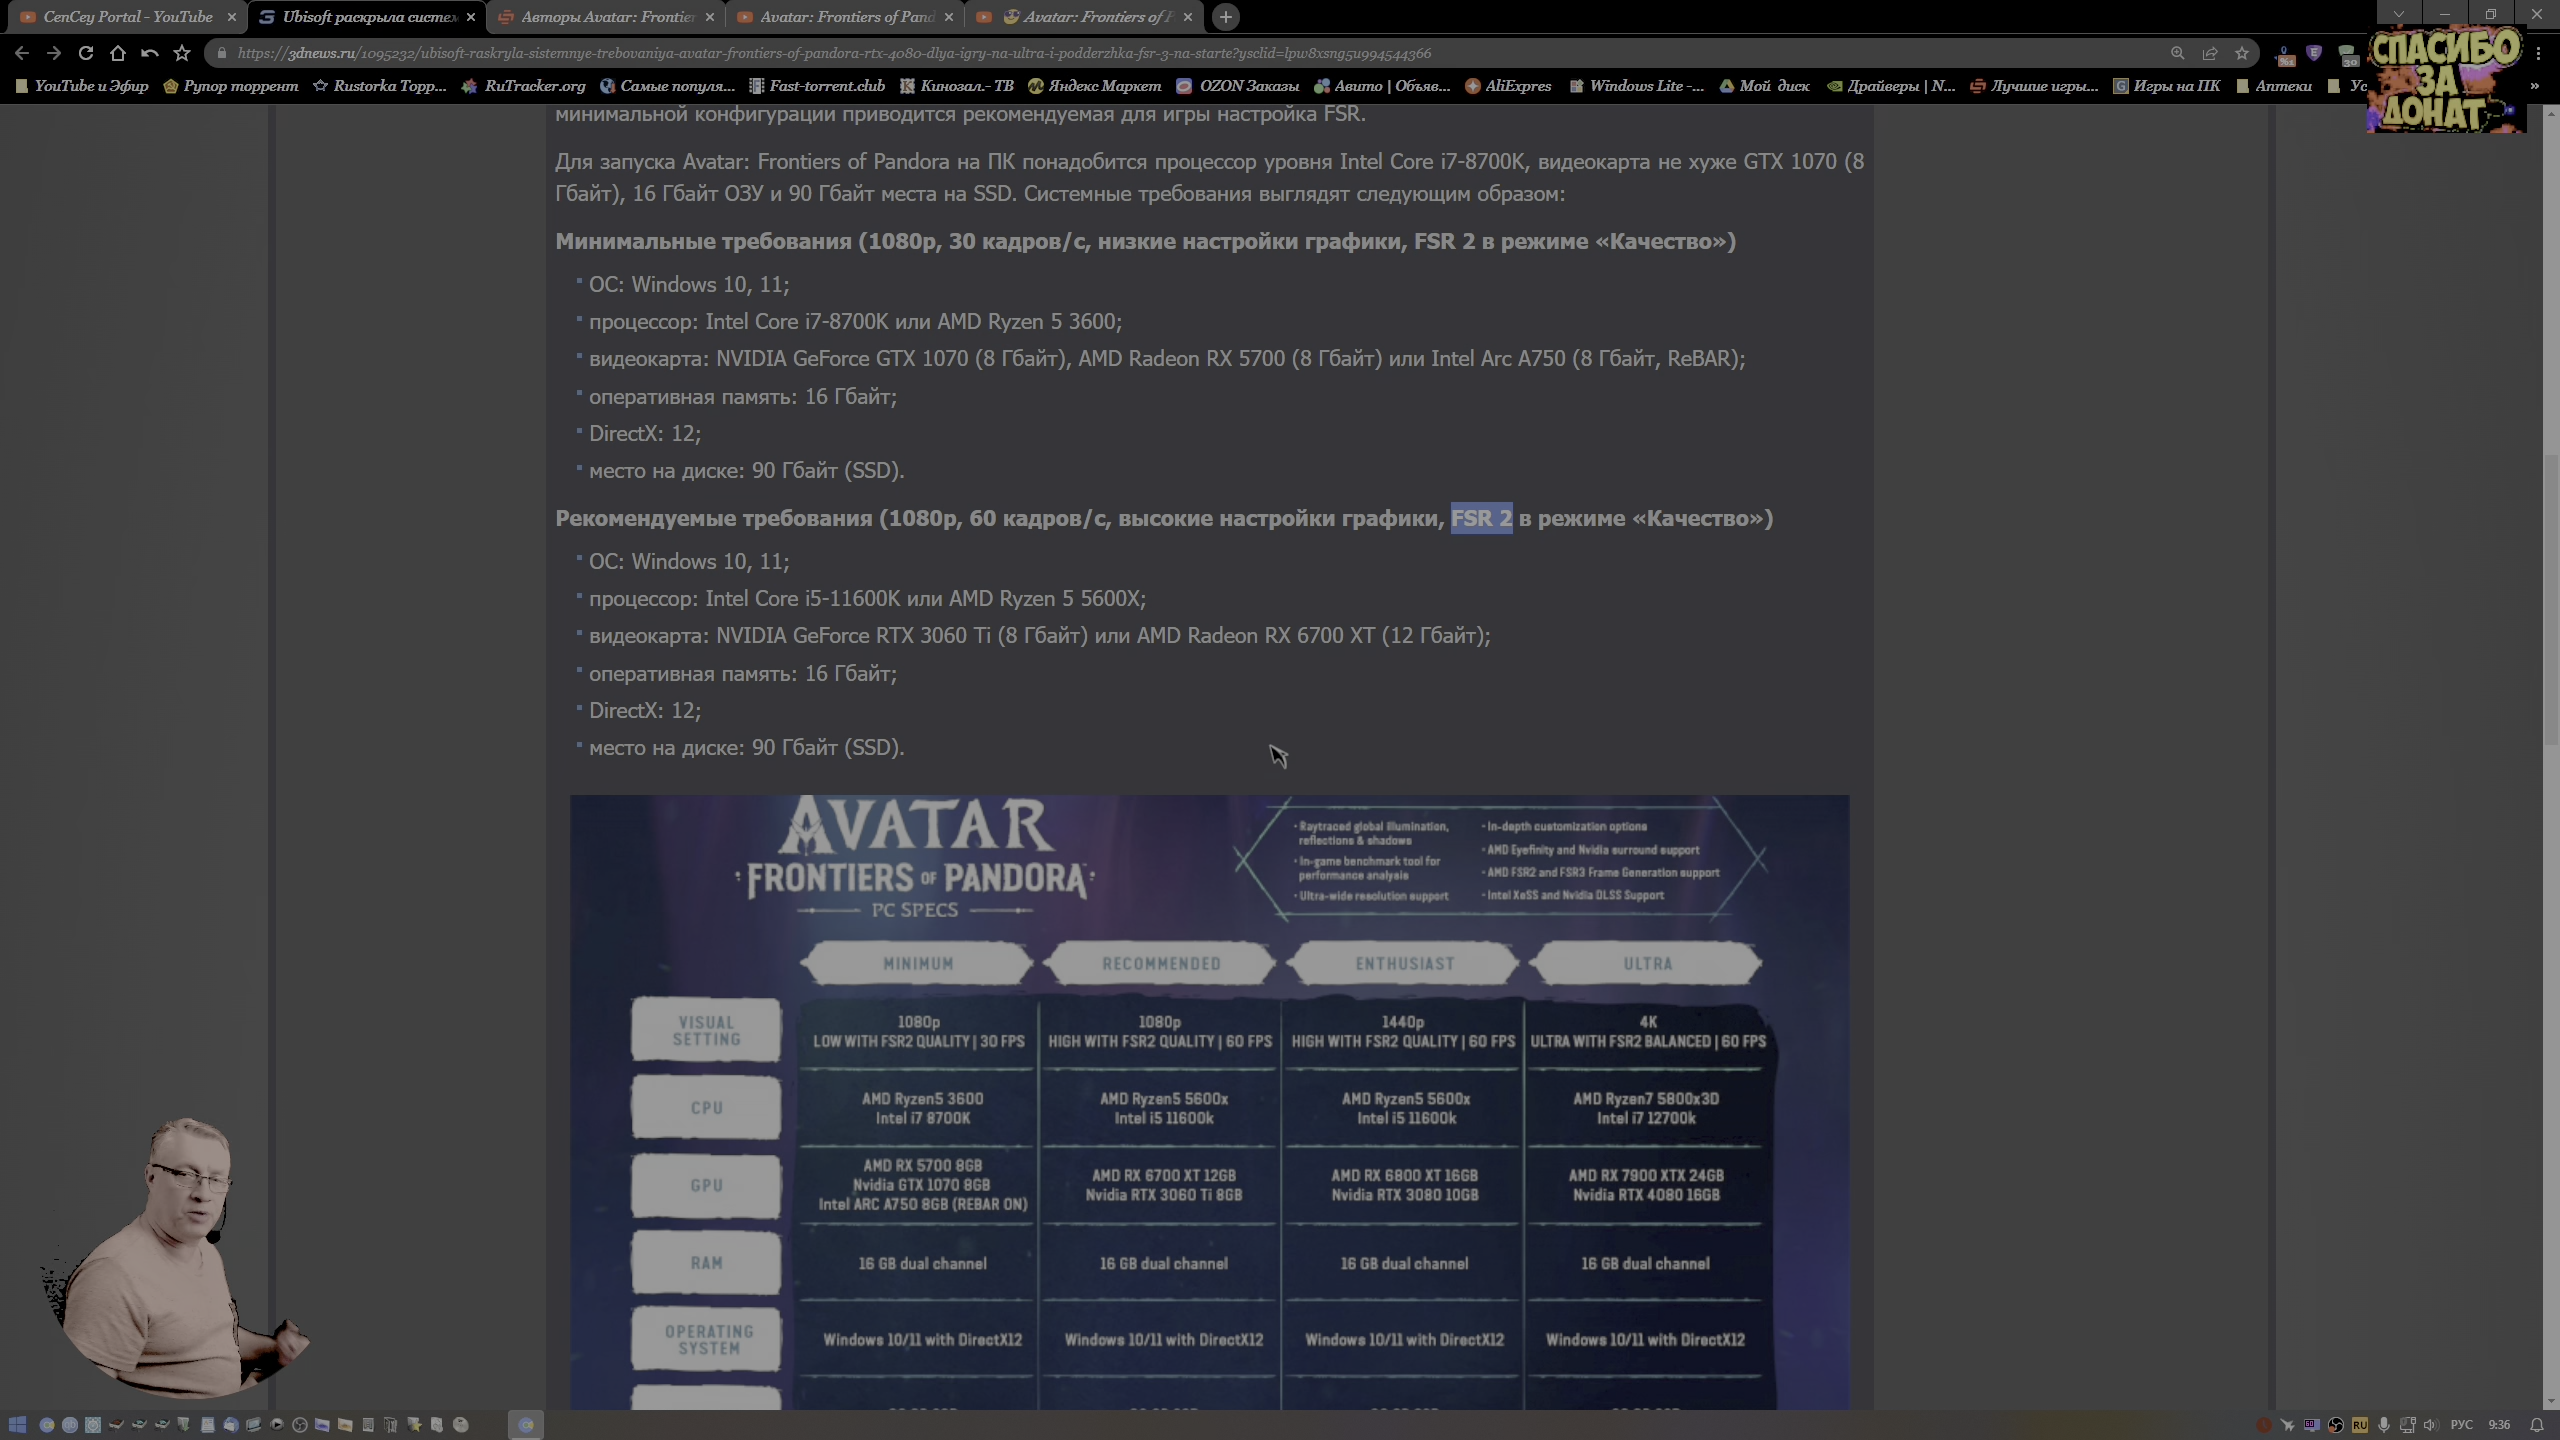 CenCey Portal - YouTube
Ubisoft раскрыла систем
Авторы Avatar: Frontier
Avatar: Frontiers of Pand
Avatar: Frontiers of P
https://3dnews.ru/1095232/ubisoft-raskryla-sistemnye-trebovaniya-avatar-frontiers-of-pandora-rtx-4080-dlya-igry-na-ultra-i-podderzhka-fsr-3-na-starte?ysclid=lpw8xsng5u994544366
СПАСИБО
ЗА
ДОНАТ
YouTube и Эфир
Рупор торрент
Rustorka Торр...
RuTracker.org
Самые популя...
Fast-torrent.club
Кинозал.- ТВ
Яндекс Маркет
OZON Заказы
Авито | Объяв...
AliExpres
Windows Lite -...
Мой диск
Драйверы | N...
Лучшие игры...
Игры на ПК
Аптеки
Ус
минимальной конфигурации приводится рекомендуемая для игры настройка FSR.
Для запуска Avatar: Frontiers of Pandora на ПК понадобится процессор уровня Intel Core i7-8700K, видеокарта не хуже GTX 1070 (8
Гбайт), 16 Гбайт ОЗУ и 90 Гбайт места на SSD. Системные требования выглядят следующим образом:
Минимальные требования (1080p, 30 кадров/с, низкие настройки графики, FSR 2 в режиме «Качество»)
ОС: Windows 10, 11;
процессор: Intel Core i7-8700K или AMD Ryzen 5 3600;
видеокарта: NVIDIA GeForce GTX 1070 (8 Гбайт), AMD Radeon RX 5700 (8 Гбайт) или Intel Arc A750 (8 Гбайт, ReBAR);
оперативная память: 16 Гбайт;
DirectX: 12;
место на диске: 90 Гбайт (SSD).
Рекомендуемые требования (1080p, 60 кадров/с, высокие настройки графики, FSR 2 в режиме «Качество»)
ОС: Windows 10, 11;
процессор: Intel Core i5-11600K или AMD Ryzen 5 5600X;
видеокарта: NVIDIA GeForce RTX 3060 Ti (8 Гбайт) или AMD Radeon RX 6700 XT (12 Гбайт);
оперативная память: 16 Гбайт;
DirectX: 12;
место на диске: 90 Гбайт (SSD).
AVATAR
FRONTIERS OF PANDORA
PC SPECS
Raytraced global illumination,
reflections & shadows
In-game benchmark tool for
performance analysis
Ultra-wide resolution support
In-depth customization options
AMD Eyefinity and Nvidia surround support
AMD FSR2 and FSR3 Frame Generation support
Intel XeSS and Nvidia DLSS Support
MINIMUM
RECOMMENDED
ENTHUSIAST
ULTRA
VISUAL
SETTING
1080p
LOW WITH FSR2 QUALITY | 30 FPS
1080p
HIGH WITH FSR2 QUALITY | 60 FPS
1440p
HIGH WITH FSR2 QUALITY | 60 FPS
4K
ULTRA WITH FSR2 BALANCED | 60 FPS
CPU
AMD Ryzen5 3600
Intel i7 8700K
AMD Ryzen5 5600x
Intel i5 11600k
AMD Ryzen5 5600x
Intel i5 11600k
AMD Ryzen7 5800x3D
Intel i7 12700k
GPU
AMD RX 5700 8GB
Nvidia GTX 1070 8GB
Intel ARC A750 8GB (REBAR ON)
AMD RX 6700 XT 12GB
Nvidia RTX 3060 Ti 8GB
AMD RX 6800 XT 16GB
Nvidia RTX 3080 10GB
AMD RX 7900 XTX 24GB
Nvidia RTX 4080 16GB
RAM
16 GB dual channel
16 GB dual channel
16 GB dual channel
16 GB dual channel
OPERATING
SYSTEM
Windows 10/11 with DirectX12
Windows 10/11 with DirectX12
Windows 10/11 with DirectX12
Windows 10/11 with DirectX12
RU
РУС
9:36